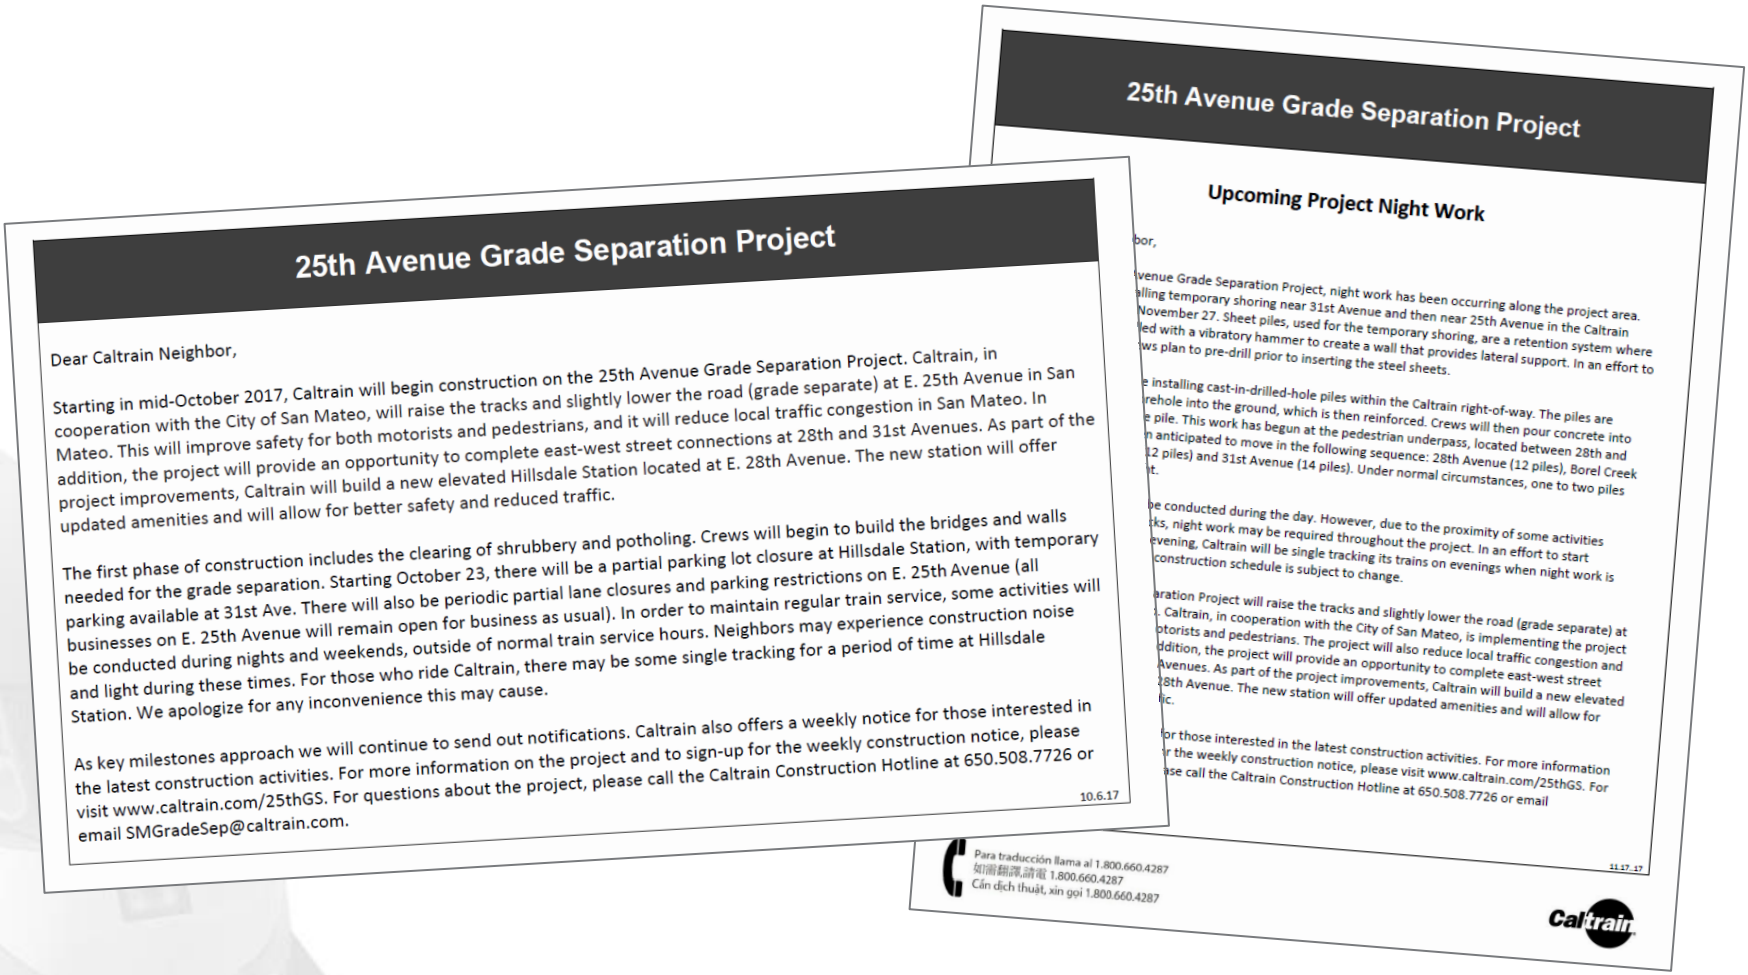 25th Avenue Grade Separation Project
Dear Caltrain Neighbor,
Starting in mid-October 2017, Caltrain will begin construction on the 25th Avenue Grade Separation Project. Caltrain, in
cooperation with the City of San Mateo, will raise the tracks and slightly lower the road (grade separate) at E. 25th Avenue in San
Mateo. This will improve safety for both motorists and pedestrians, and it will reduce local traffic congestion in San Mateo. In
addition, the project will provide an opportunity to complete east-west street connections at 28th and 31st Avenues. As part of the
project improvements, Caltrain will build a new elevated Hillsdale Station located at E. 28th Avenue. The new station will offer
updated amenities and will allow for better safety and reduced traffic.
The first phase of construction includes the clearing of shrubbery and potholing. Crews will begin to build the bridges and walls
needed for the grade separation. Starting October 23, there will be a partial parking lot closure at Hillsdale Station, with temporary
parking available at 31st Ave. There will also be periodic partial lane closures and parking restrictions on E. 25th Avenue (all
businesses on E. 25th Avenue will remain open for business as usual). In order to maintain regular train service, some activities will
be conducted during nights and weekends, outside of normal train service hours. Neighbors may experience construction noise
and light during these times. For those who ride Caltrain, there may be some single tracking for a period of time at Hillsdale
Station. We apologize for any inconvenience this may cause.
As key milestones approach we will continue to send out notifications. Caltrain also offers a weekly notice for those interested in
the latest construction activities. For more information on the project and to sign-up for the weekly construction notice, please
visit www.caltrain.com/25thGS. For questions about the project, please call the Caltrain Construction Hotline at 650.508.7726 or
email SMGradeSep@caltrain.com.
10.6.17
25th Avenue Grade Separation Project
Upcoming Project Night Work
bor,
venue Grade Separation Project, night work has been occurring along the project area.
alling temporary shoring near 31st Avenue and then near 25th Avenue in the Caltrain
November 27. Sheet piles, used for the temporary shoring, are a retention system where
led with a vibratory hammer to create a wall that provides lateral support. In an effort to
ws plan to pre-drill prior to inserting the steel sheets.
e installing cast-in-drilled-hole piles within the Caltrain right-of-way. The piles are
rehole into the ground, which is then reinforced. Crews will then pour concrete into
e pile. This work has begun at the pedestrian underpass, located between 28th and
n anticipated to move in the following sequence: 28th Avenue (12 piles), Borel Creek
12 piles) and 31st Avenue (14 piles). Under normal circumstances, one to two piles
t.
be conducted during the day. However, due to the proximity of some activities
cks, night work may be required throughout the project. In an effort to start
evening, Caltrain will be single tracking its trains on evenings when night work is
construction schedule is subject to change.
aration Project will raise the tracks and slightly lower the road (grade separate) at
. Caltrain, in cooperation with the City of San Mateo, is implementing the project
otorists and pedestrians. The project will also reduce local traffic congestion and
ddition, the project will provide an opportunity to complete east-west street
Avenues. As part of the project improvements, Caltrain will build a new elevated
28th Avenue. The new station will offer updated amenities and will allow for
ic.
or those interested in the latest construction activities. For more information
r the weekly construction notice, please visit www.caltrain.com/25thGS. For
ase call the Caltrain Construction Hotline at 650.508.7726 or email
11.17..17
Para traducción llama al 1.800.660.4287
如需翻譯,請電 1.800.660.4287
Cần dịch thuật, xin gọi 1.800.660.4287
Caltrain